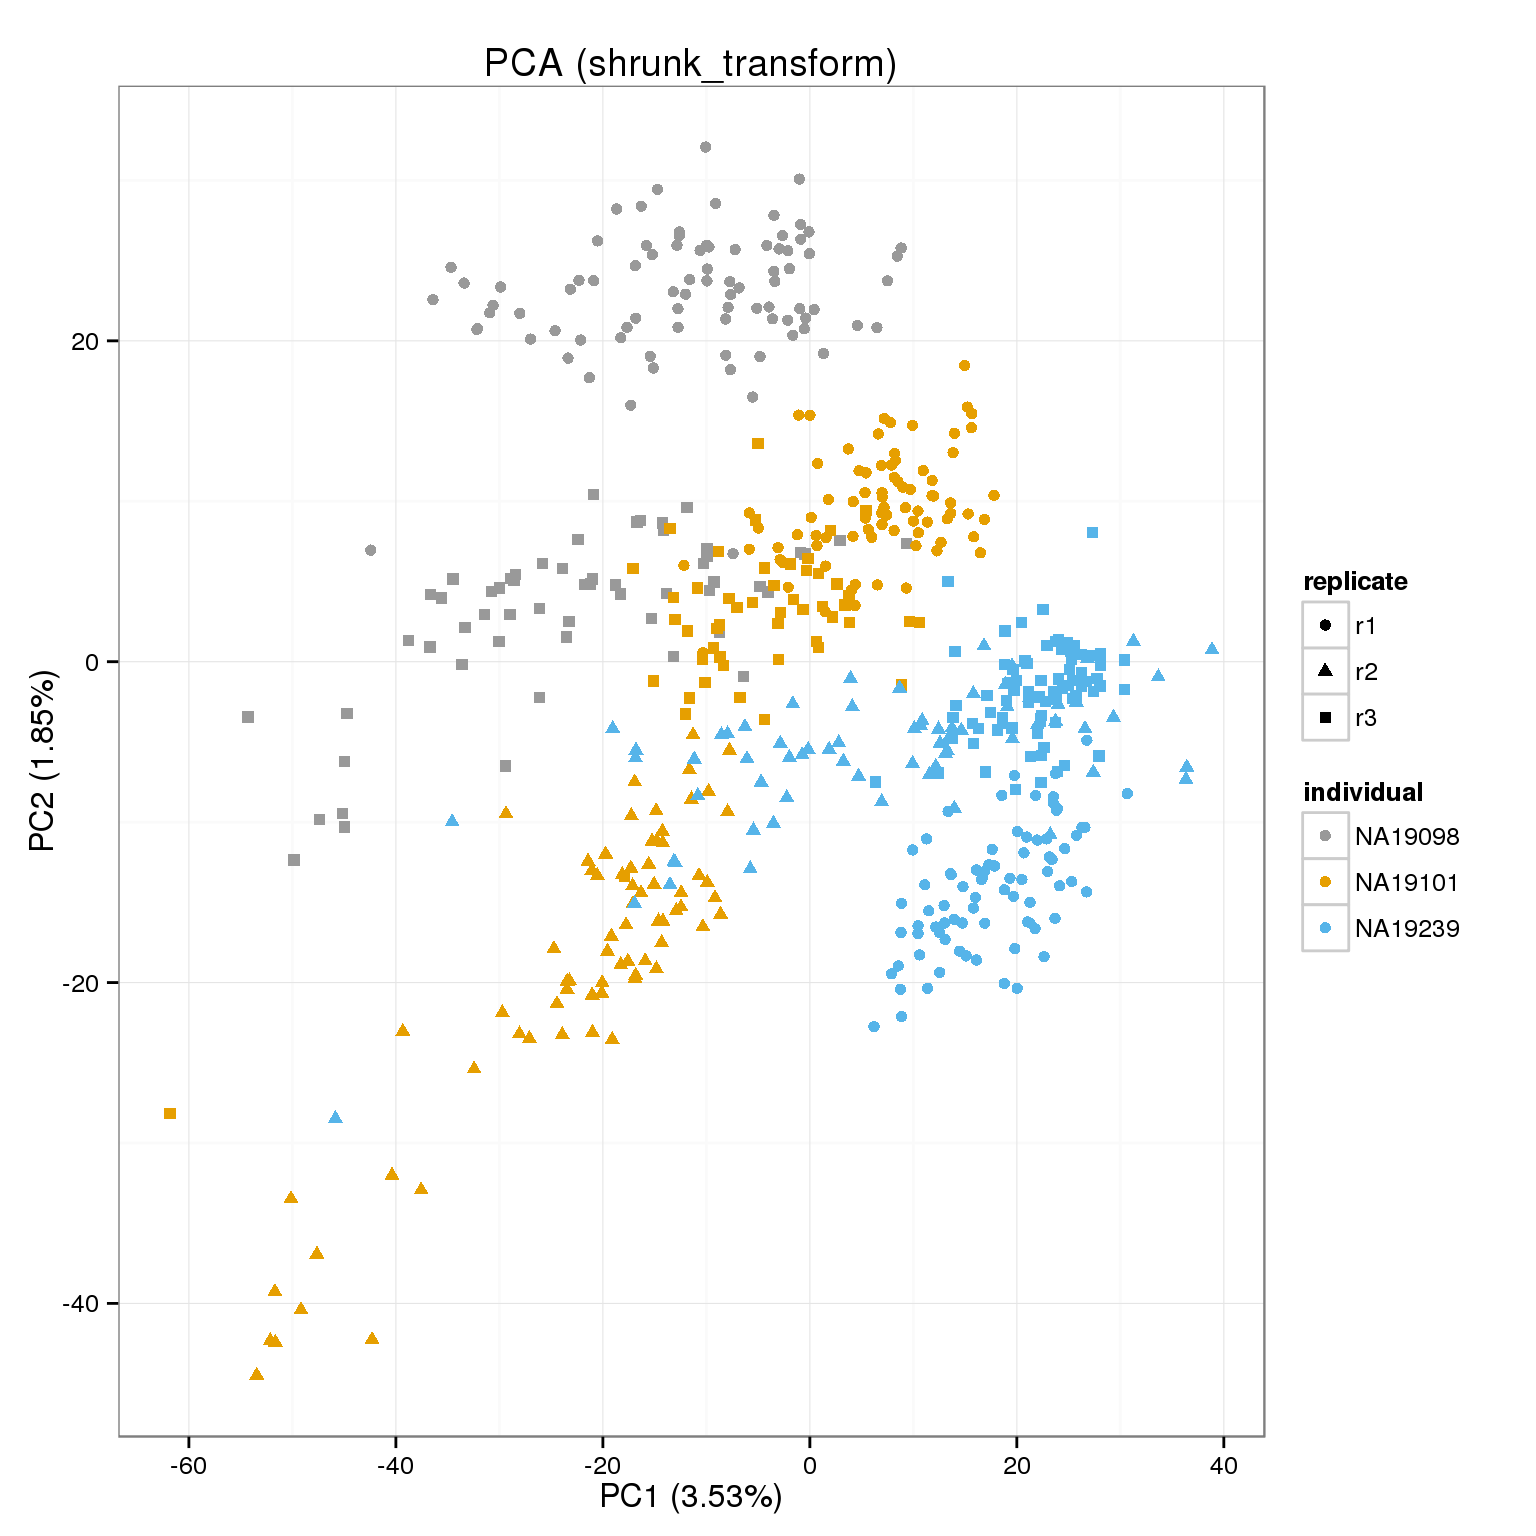 PCA (shrunk_transform)
20
0
-20
-40
PC2 (1.85%)
-60
-40
-20
0
20
40
PC1 (3.53%)
replicate
r1
r2
r3
individual
NA19098
NA19101
NA19239